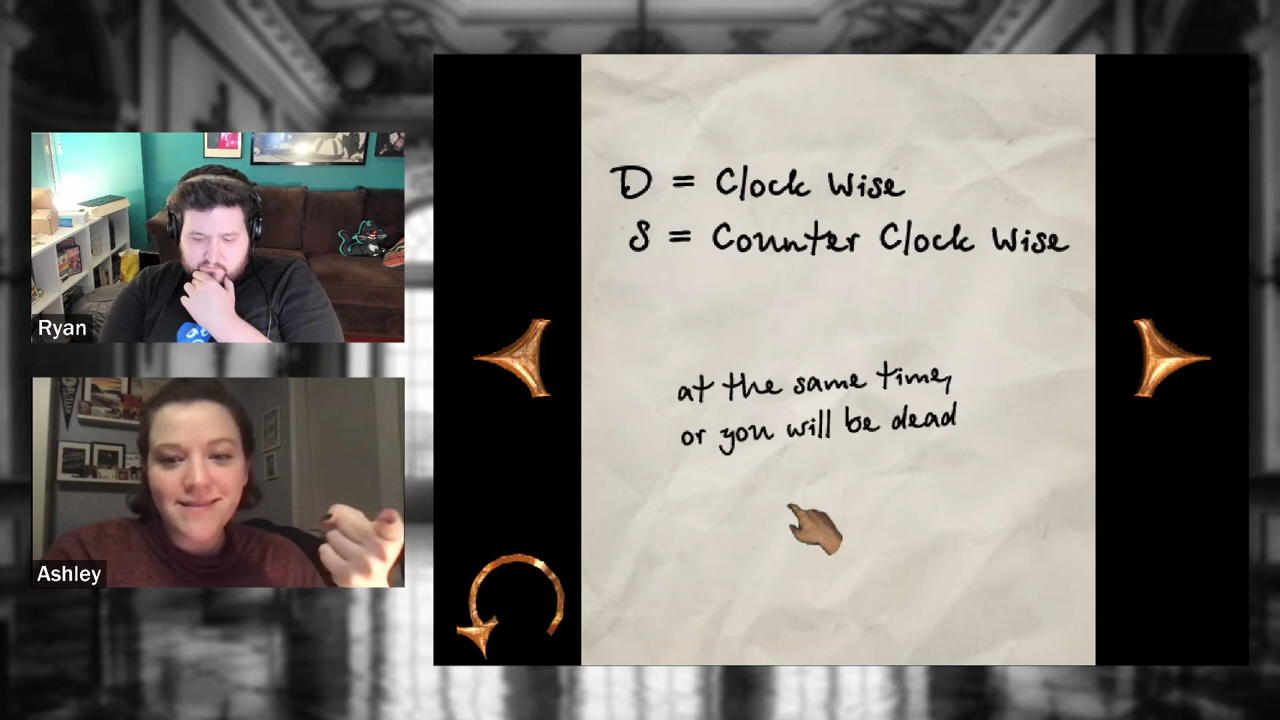 Ryan
Ashley
D = Clock Wise
S = Counter Clock Wise
at the same time,
or you will be dead